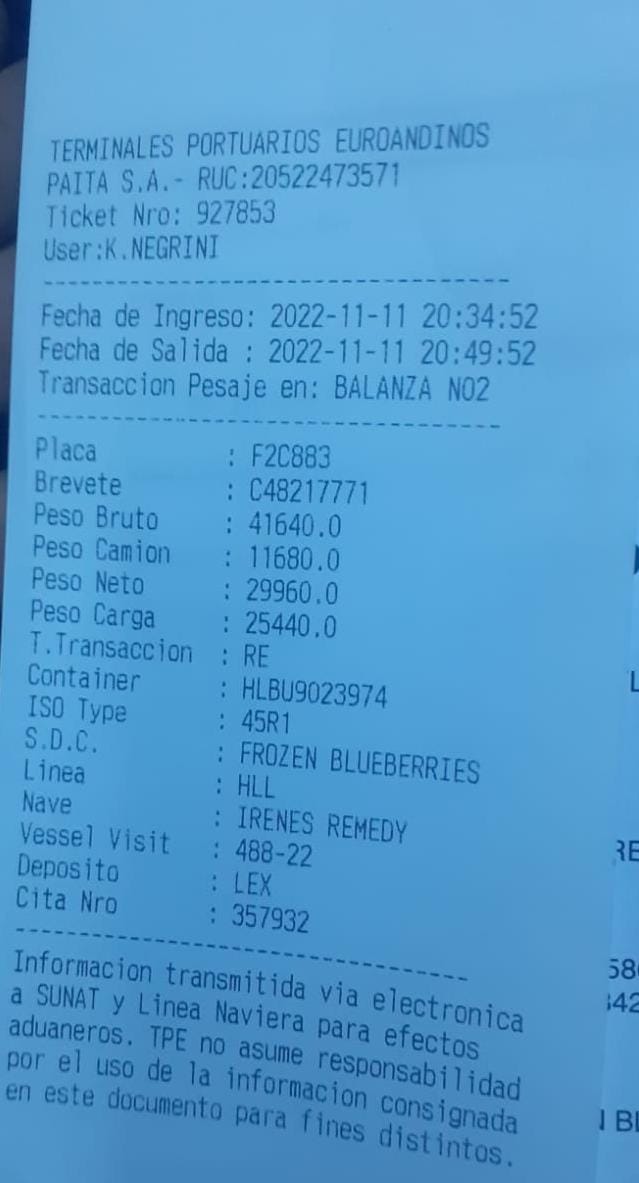 TERMINALES PORTUARIOS EUROANDINOS
PAITA S.A.- RUC:20522473571
Ticket Nro: 927853
User:K.NEGRINI
----------------------------------
Fecha de Ingreso: 2022-11-11 20:34:52
Fecha de Salida : 2022-11-11 20:49:52
Transaccion Pesaje en: BALANZA NO2
----------------------------------
Placa : F2C883
Brevete : C48217771
Peso Bruto : 41640.0
Peso Camion : 11680.0
Peso Neto : 29960.0
Peso Carga : 25440.0
T.Transaccion : RE
Container : HLBU9023974
ISO Type : 45R1
S.D.C. : FROZEN BLUEBERRIES
Linea : HLL
Nave : IRENES REMEDY
Vessel Visit : 488-22
Deposito : LEX
Cita Nro : 357932
----------------------------------
Informacion transmitida via electronica
a SUNAT y Linea Naviera para efectos
aduaneros. TPE no asume responsabilidad
por el uso de la informacion consignada
en este documento para fines distintos.